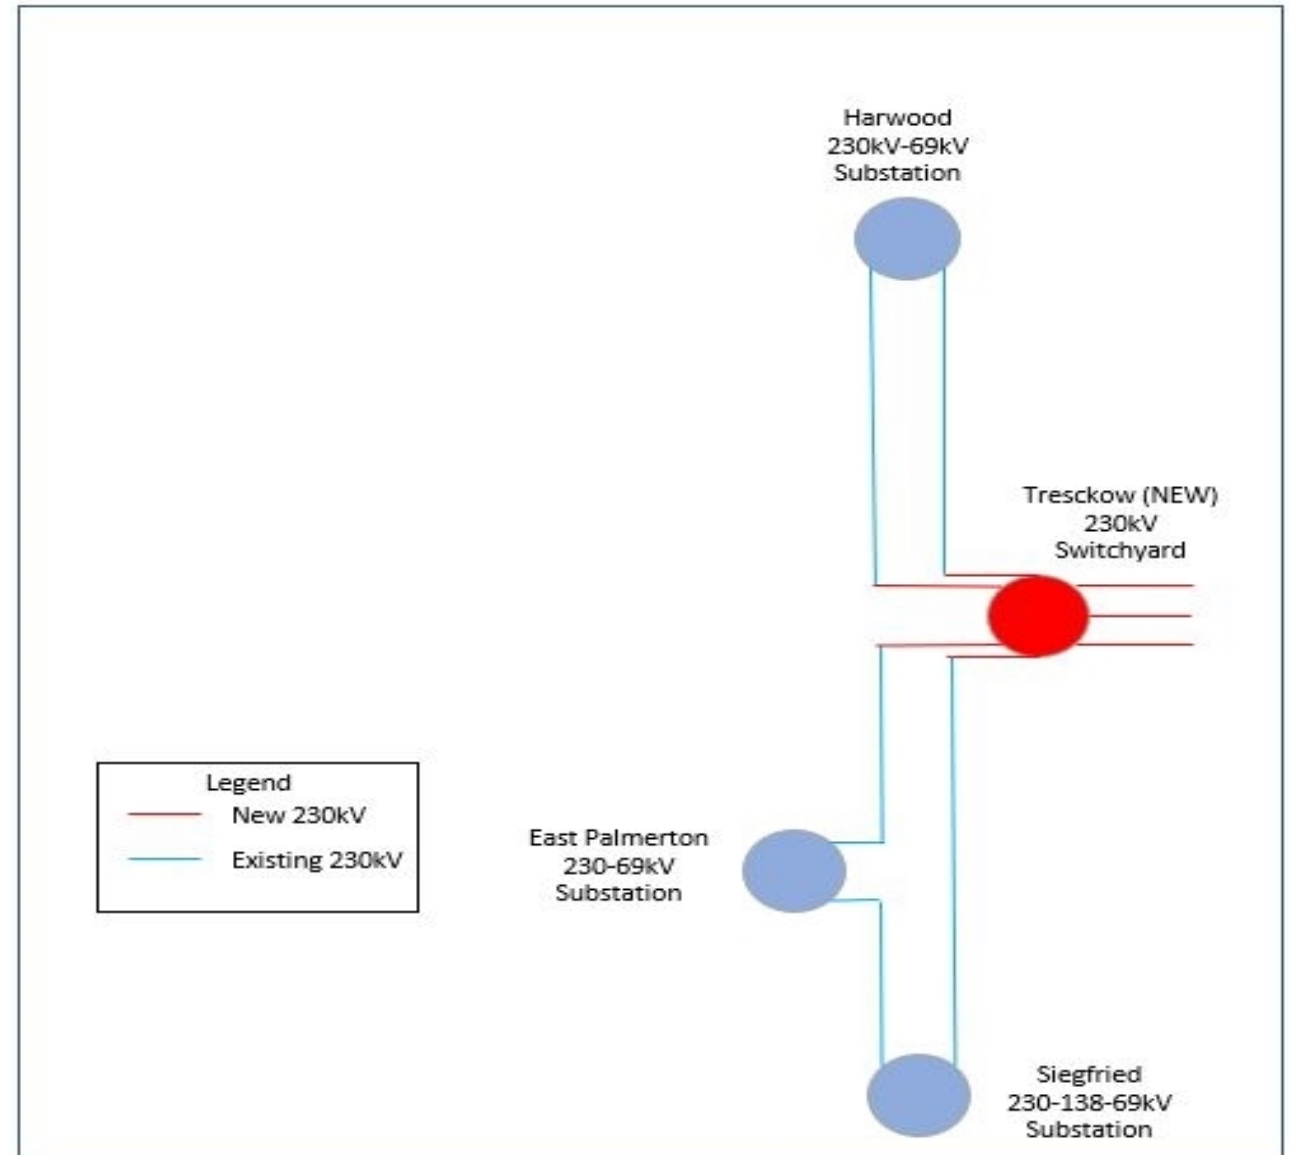 Harwood
230kV-69kV
Substation
Tresckow (NEW)
230kV
Switchyard
Legend
New 230kV
Existing 230kV
East Palmerton
230-69kV
Substation
Siegfried
230-138-69kV
Substation